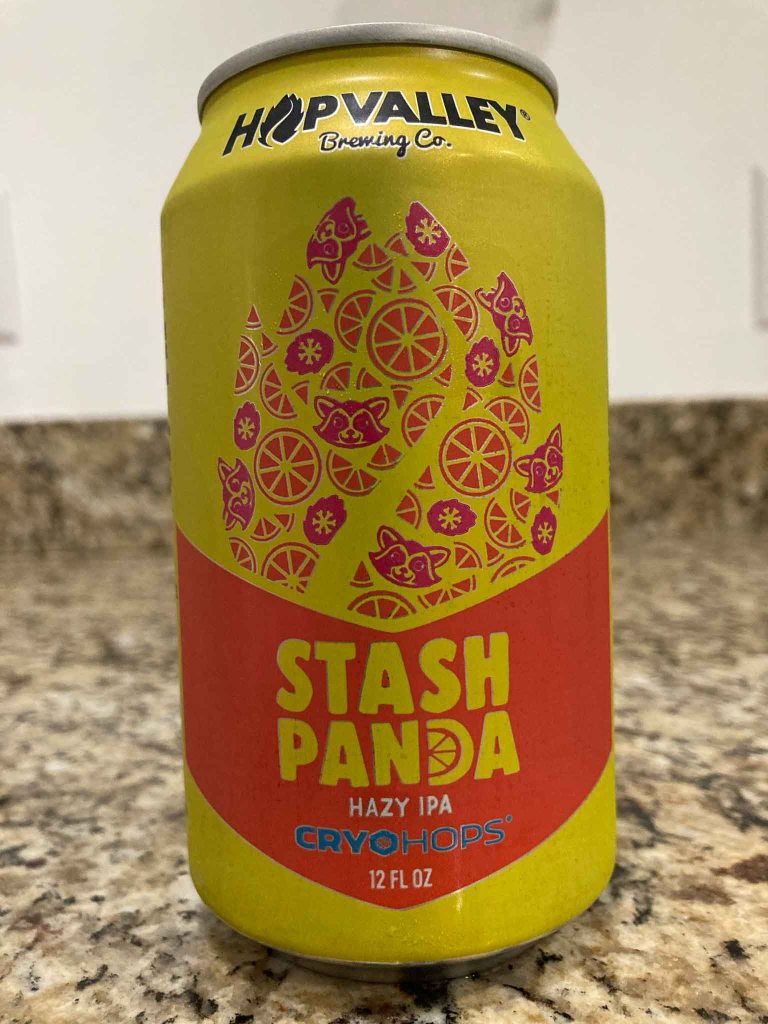 HOPVALLEY®
Brewing Co.
STASH
PANDA
HAZY IPA
CRYOHOPS®
12 FL OZ